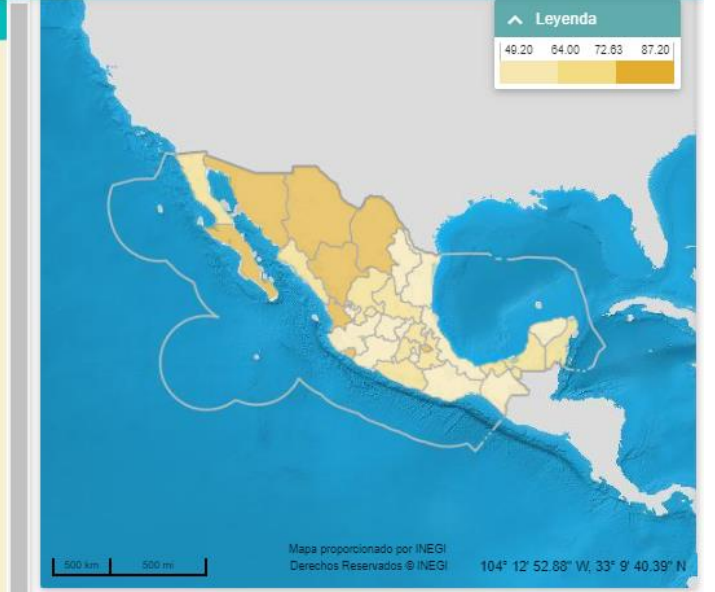 Leyenda
49.20 64.00 72.63 87.20
Mapa proporcionado por INEGI
500 km 500 mi Derechos Reservados © INEGI 104° 12' 52.88" W, 33° 9' 40.39" N